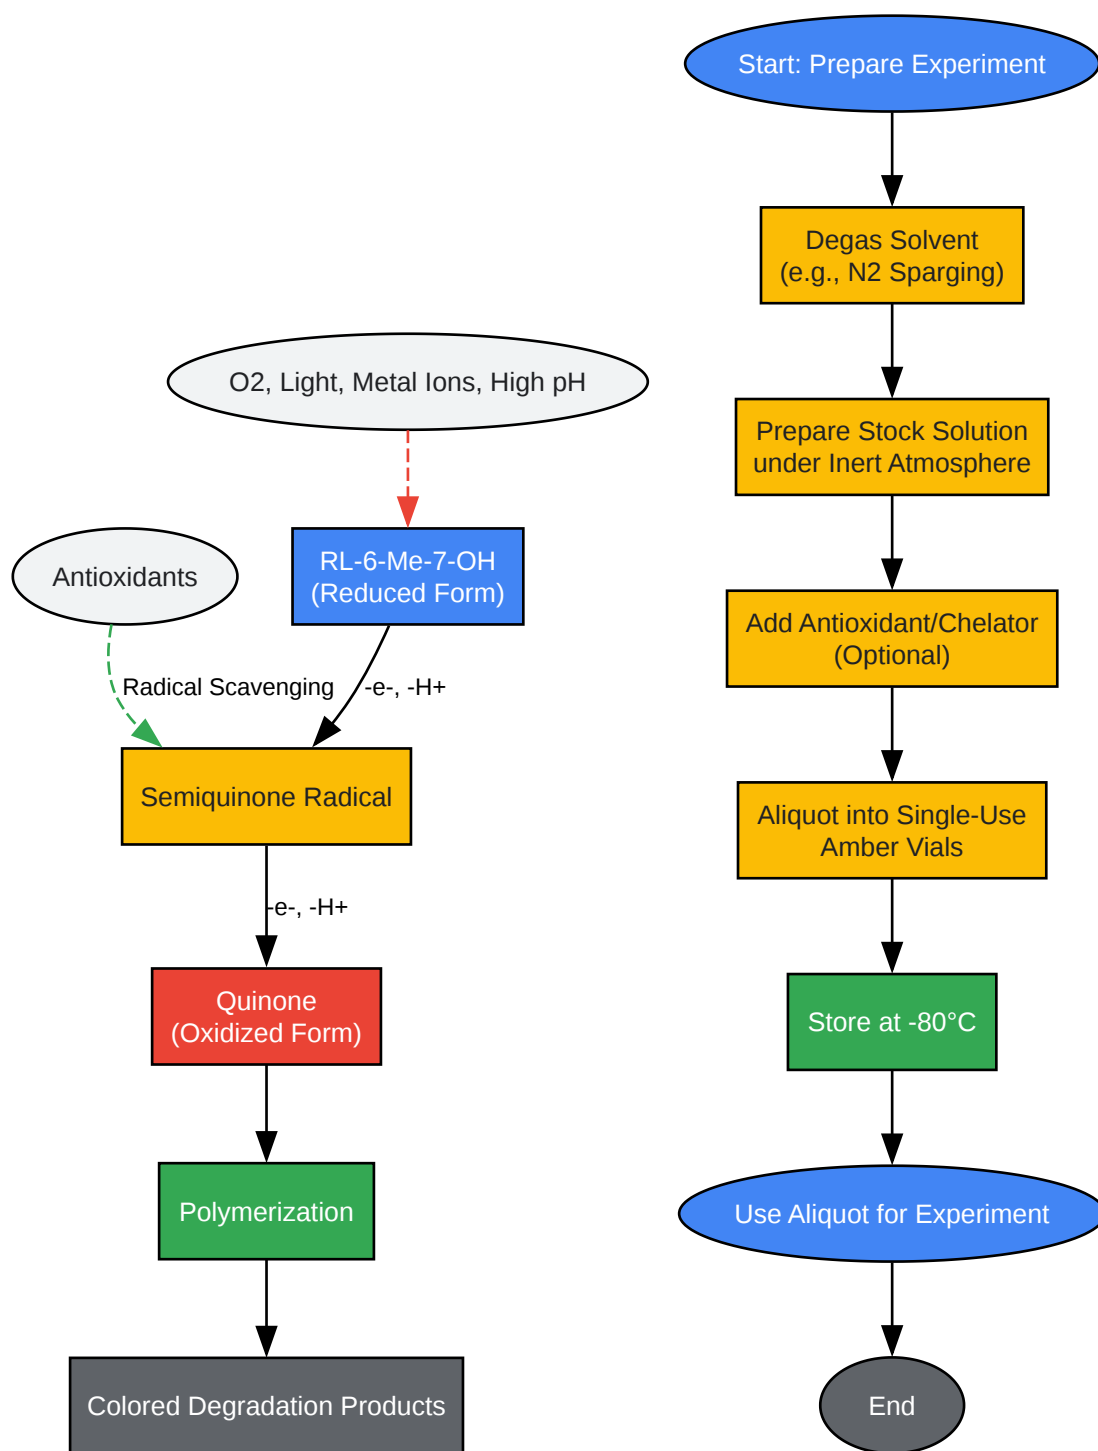 Start: Prepare Experiment
Degas Solvent
(e.g., N2 Sparging)
O2, Light, Metal Ions, High pH
Prepare Stock Solution
under Inert Atmosphere
Antioxidants
RL-6-Me-7-OH
(Reduced Form)
Add Antioxidant/Chelator
(Optional)
Radical Scavenging
-e-, -H+
Semiquinone Radical
Aliquot into Single-Use
Amber Vials
-e-, -H+
Quinone
(Oxidized Form)
Store at -80°C
Polymerization
Use Aliquot for Experiment
Colored Degradation Products
End